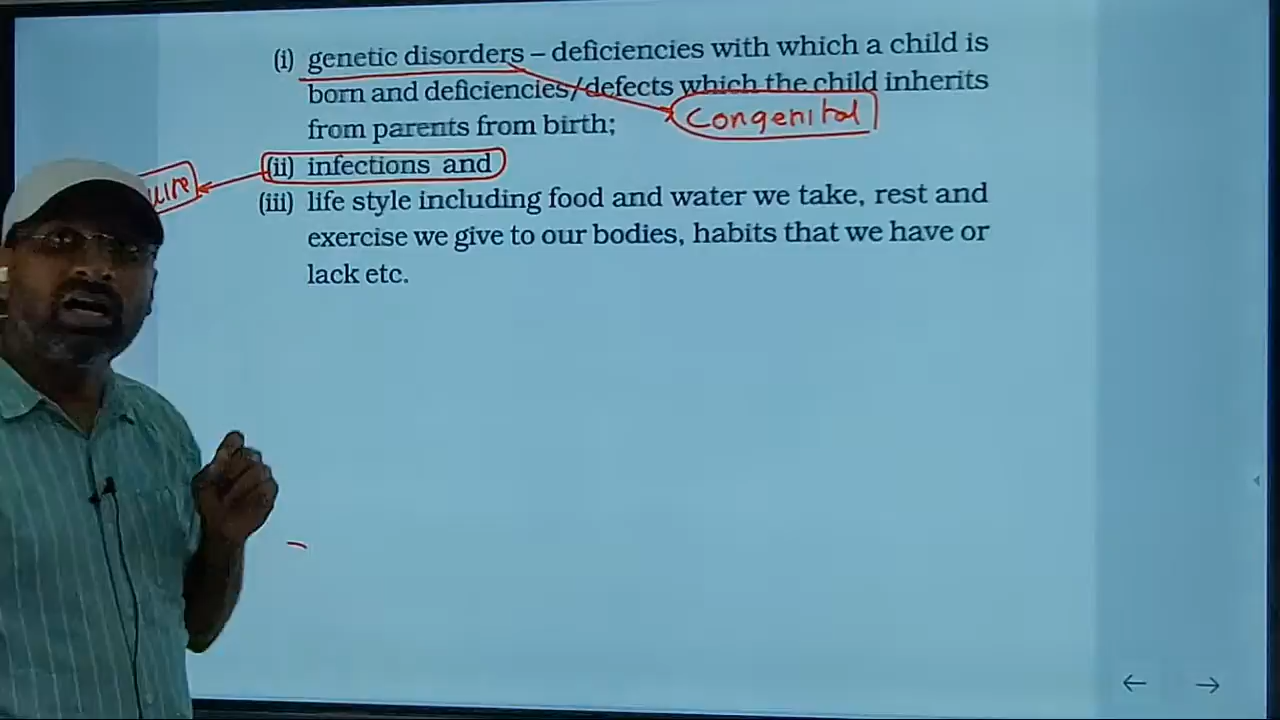 (i) genetic disorders – deficiencies with which a child is
born and deficiencies/defects which the child inherits
Congenital
from parents from birth;
(ii) infections and
(iii) life style including food and water we take, rest and
exercise we give to our bodies, habits that we have or
lack etc.